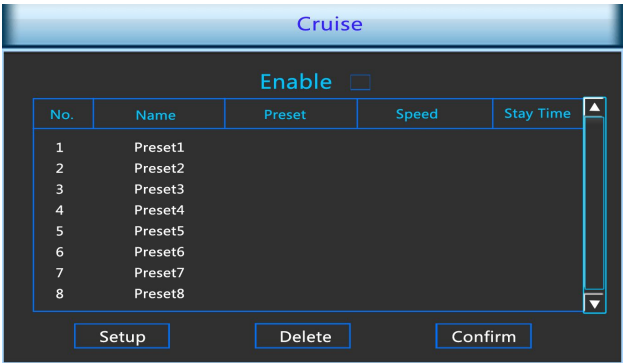 Cruise
Enable
No. Name Preset Speed Stay Time
1 Preset1
2 Preset2
3 Preset3
4 Preset4
5 Preset5
6 Preset6
7 Preset7
8 Preset8
Setup Delete Confirm